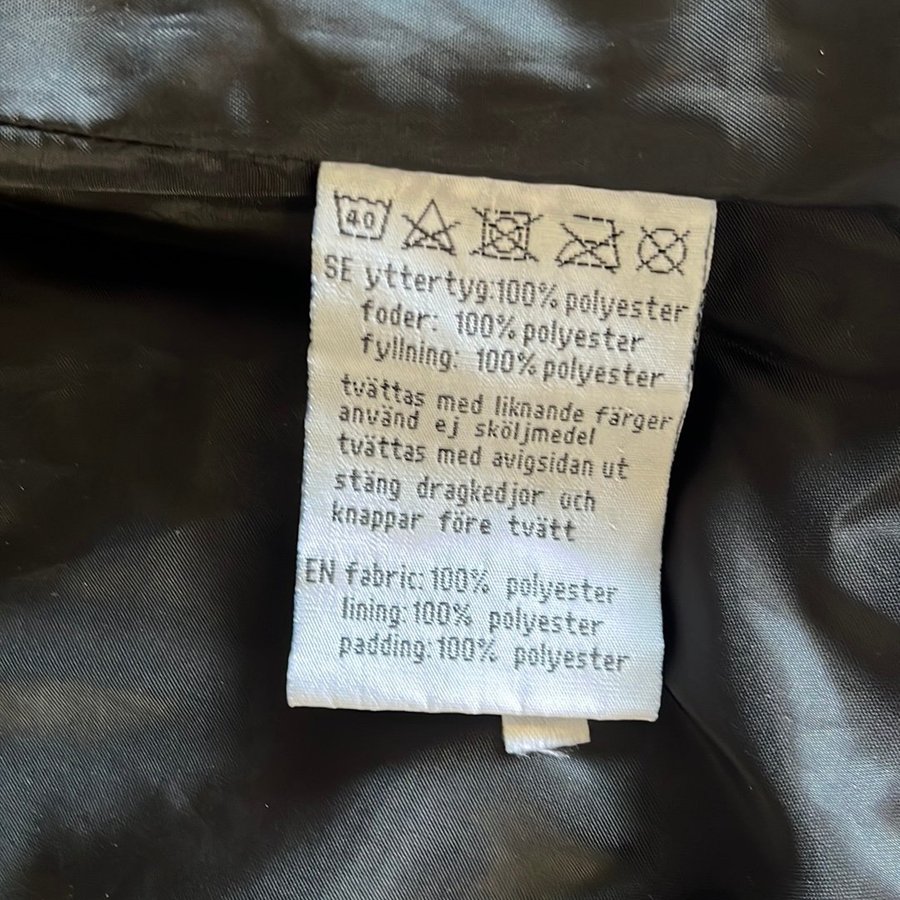 40
SE yttertyg:100% polyester
foder: 100% polyester
fyllning: 100% polyester
tvättas med liknande färger
använd ej sköljmedel
tvättas med avigsidan ut
stäng dragkedjor och
knappar före tvätt
EN fabric: 100% polyester
lining: 100% polyester
padding: 100% polyester